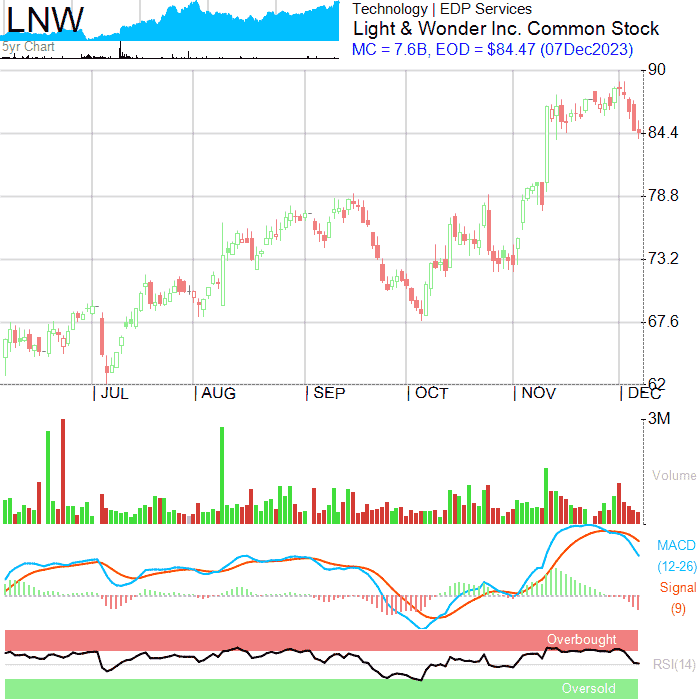 LNW
5yr Chart
Technology | EDP Services
Light & Wonder Inc. Common Stock
MC = 7.6B, EOD = $84.47 (07Dec2023)
90
84.4
78.8
73.2
67.6
62
JUL AUG SEP OCT NOV DEC
3M
Volume
MACD
(12-26)
Signal
(9)
Overbought
RSI(14)
Oversold